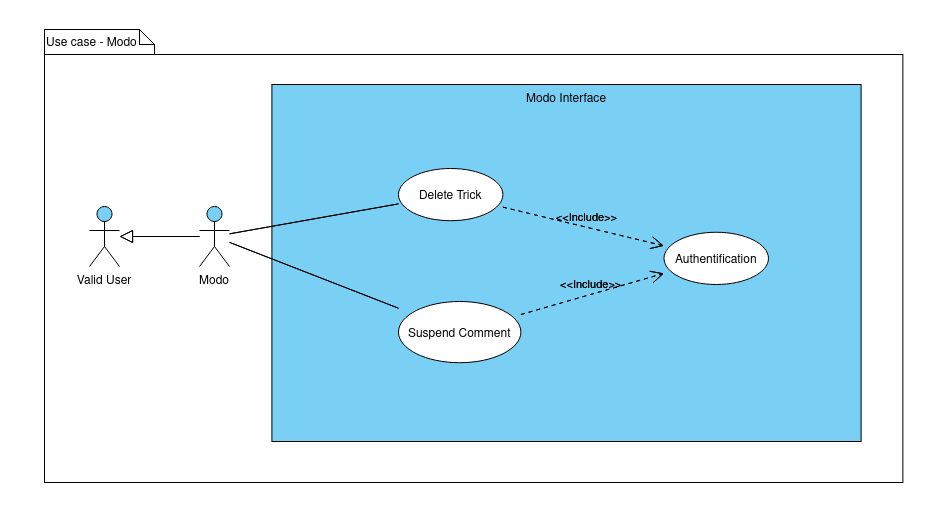 Use case - Modo
Modo Interface
Delete Trick
<<Include>>
Authentification
Valid User
Modo
<<Include>>
Suspend Comment